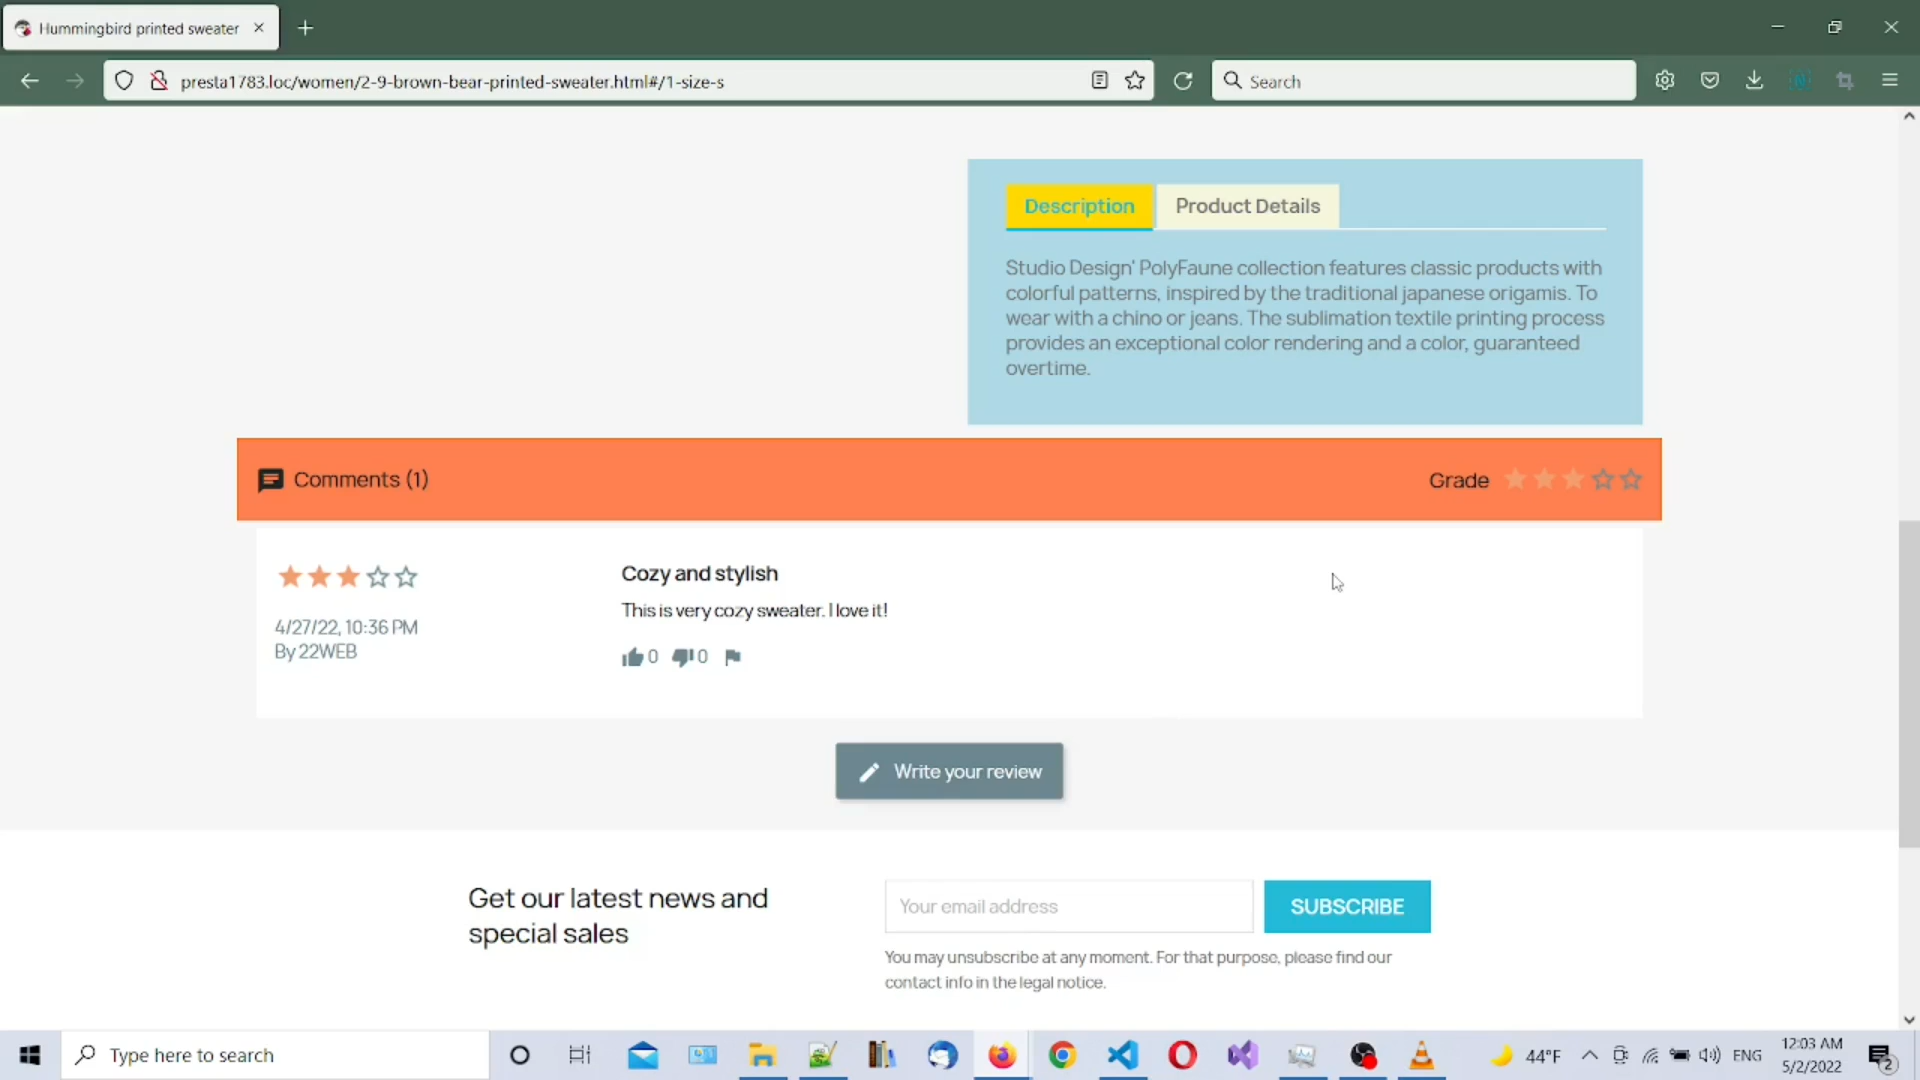 Hummingbird printed sweater
presta1783.loc/women/2-9-brown-bear-printed-sweater.html#/1-size-s
Search
Description
Product Details
Studio Design' PolyFaune collection features classic products with
colorful patterns, inspired by the traditional japanese origamis. To
wear with a chino or jeans. The sublimation textile printing process
provides an exceptional color rendering and a color, guaranteed
overtime.
Comments (1)
Grade
Cozy and stylish
This is very cozy sweater. I love it!
4/27/22, 10:36 PM
By 22WEB
0
0
Write your review
Get our latest news and
special sales
Your email address
SUBSCRIBE
You may unsubscribe at any moment. For that purpose, please find our
contact info in the legal notice.
Type here to search
44°F
ENG
12:03 AM
5/2/2022
2